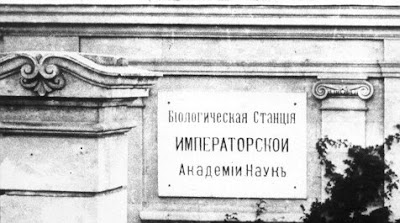 Біологическая Станція
ИМПЕРАТОРСКОЙ
Академіи Наукъ